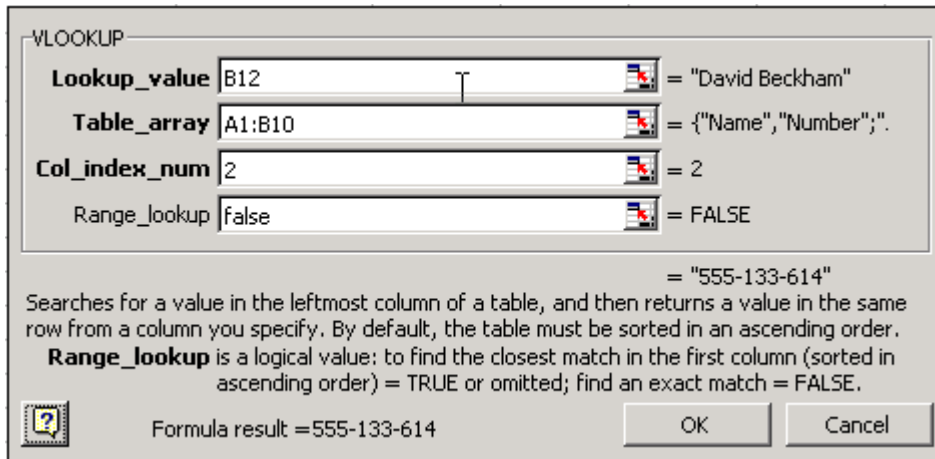 VLOOKUP
Lookup_value B12 = "David Beckham"
Table_array A1:B10 = {"Name","Number";".
Col_index_num 2 = 2
Range_lookup false = FALSE
= "555-133-614"
Searches for a value in the leftmost column of a table, and then returns a value in the same
row from a column you specify. By default, the table must be sorted in an ascending order.
Range_lookup is a logical value: to find the closest match in the first column (sorted in
ascending order) = TRUE or omitted; find an exact match = FALSE.
? Formula result =555-133-614 OK Cancel